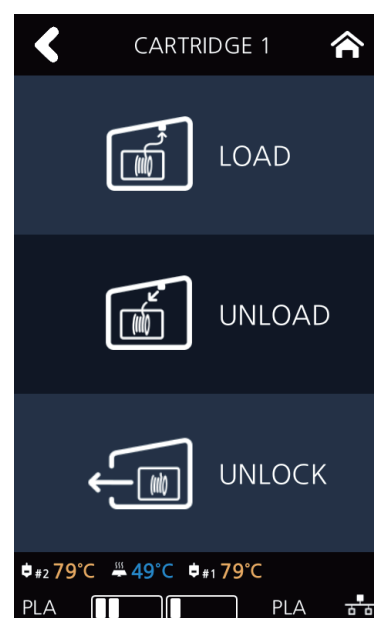 CARTRIDGE 1
LOAD
UNLOAD
UNLOCK
#2 79°C 49°C #1 79°C
PLA PLA